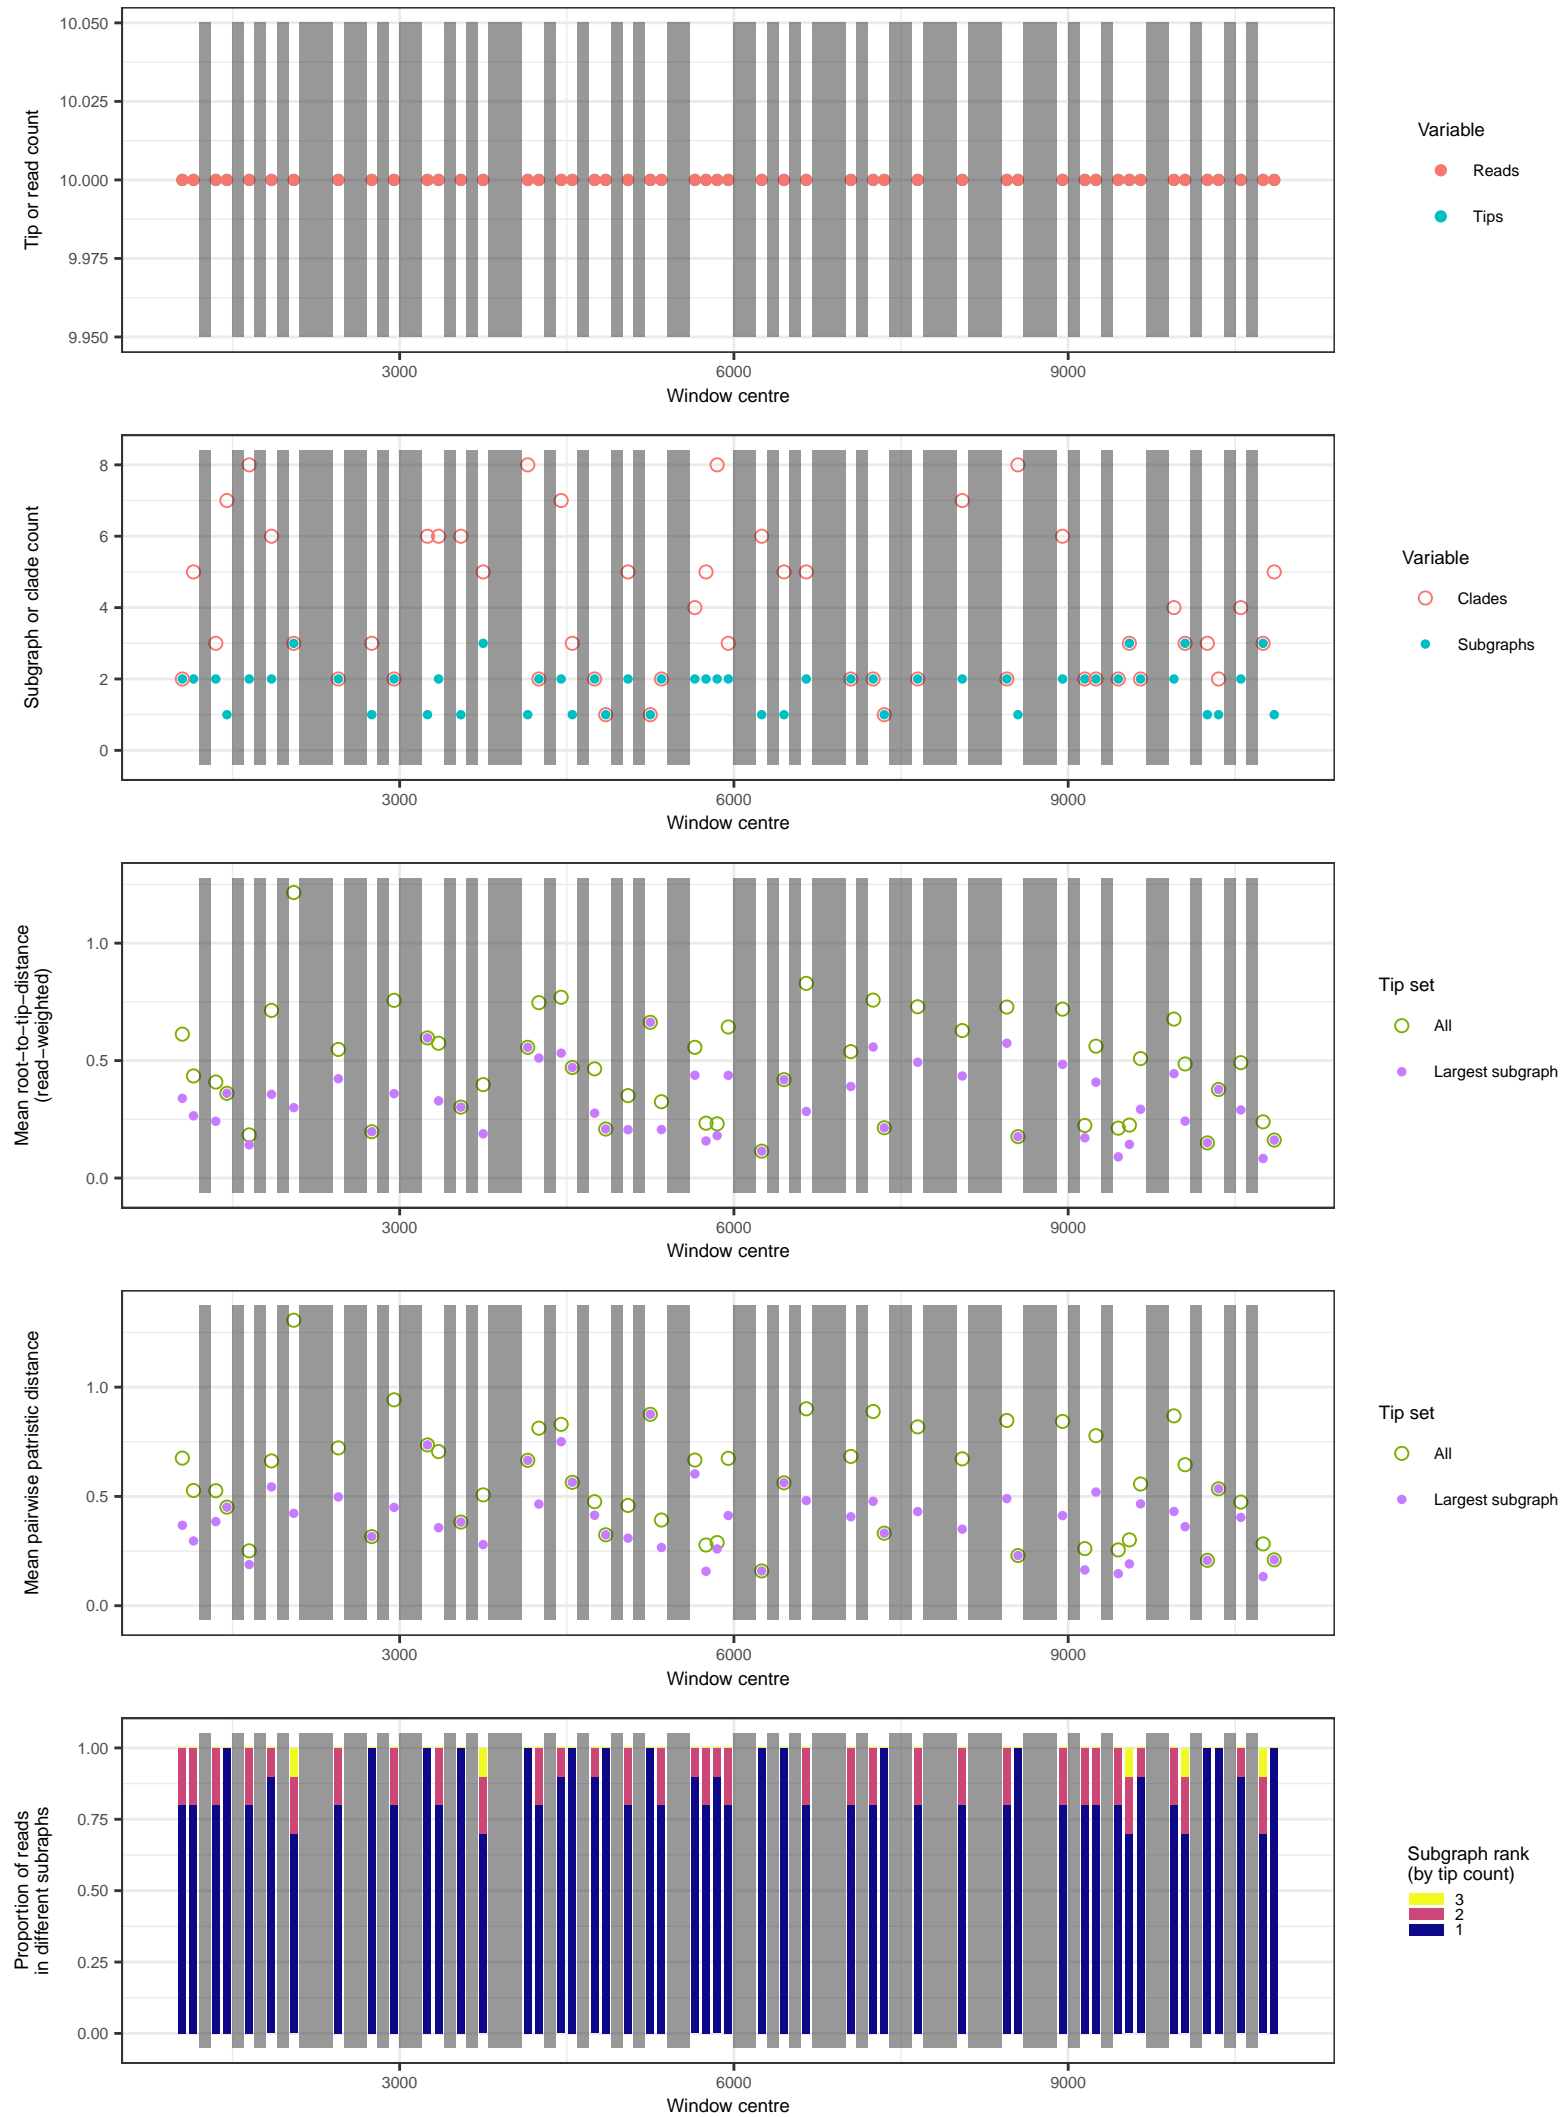 10.050
10.025
10.000
9.975
9.950
Tip or read count
3000
6000
9000
Window centre
Variable
Reads
Tips
8
6
4
2
0
Subgraph or clade count
3000
6000
9000
Window centre
Variable
Clades
Subgraphs
1.0
0.5
0.0
Mean root−to−tip−distance
(read−weighted)
3000
6000
9000
Window centre
Tip set
All
Largest subgraph
1.0
0.5
0.0
Mean pairwise patristic distance
3000
6000
9000
Window centre
Tip set
All
Largest subgraph
1.00
0.75
0.50
0.25
0.00
Proportion of reads
in different subraphs
3000
6000
9000
Window centre
Subgraph rank
(by tip count)
3
2
1